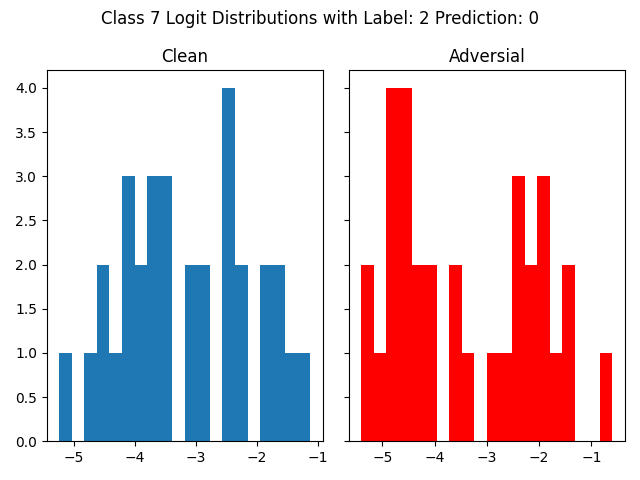 Class 7 Logit Distributions with Label: 2 Prediction: 0
Clean
Adversial
4.0
3.5
3.0
2.5
2.0
1.5
1.0
0.5
0.0
−5 −4 −3 −2 −1
−5 −4 −3 −2 −1